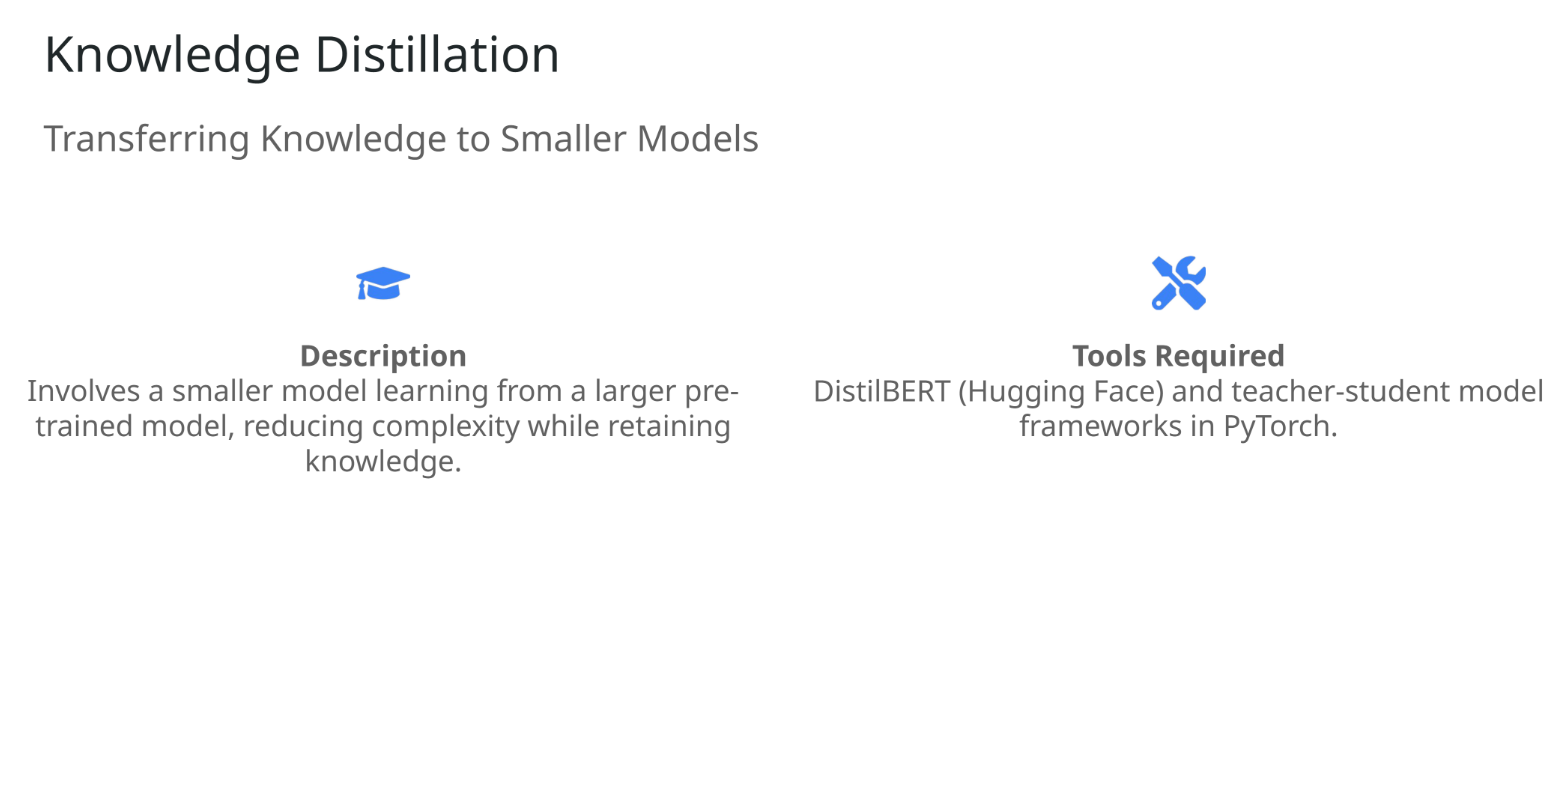 Knowledge Distillation
Transferring Knowledge to Smaller Models
Description
Involves a smaller model learning from a larger pre-
trained model, reducing complexity while retaining
knowledge.
Tools Required
DistilBERT (Hugging Face) and teacher-student model
frameworks in PyTorch.